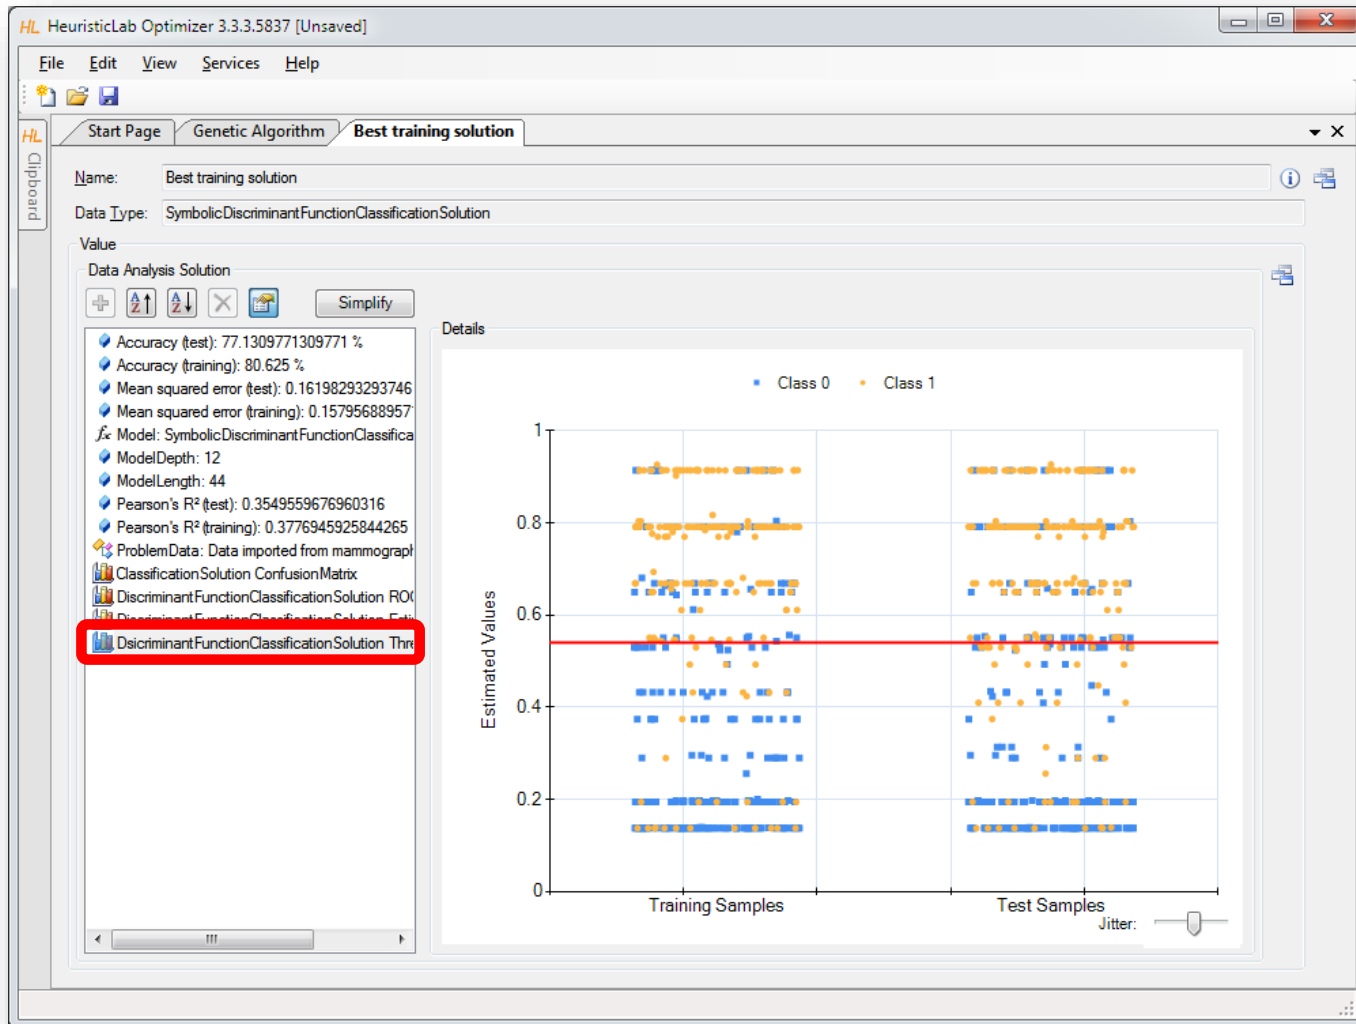 HL HeuristicLab Optimizer 3.3.3.5837 [Unsaved]
File Edit View Services Help
HL Clipboard
Start Page Genetic Algorithm Best training solution
Name: Best training solution
Data Type: SymbolicDiscriminantFunctionClassificationSolution
Value
Data Analysis Solution
Simplify
Accuracy (test): 77.1309771309771 %
Accuracy (training): 80.625 %
Mean squared error (test): 0.16198293293746
Mean squared error (training): 0.15795688957
Model: SymbolicDiscriminantFunctionClassifica
ModelDepth: 12
ModelLength: 44
Pearson's R² (test): 0.3549559676960316
Pearson's R² (training): 0.3776945925844265
ProblemData: Data imported from mammograph
ClassificationSolution ConfusionMatrix
DiscriminantFunctionClassificationSolution ROC
DiscriminantFunctionClassificationSolution Esti
DsicriminantFunctionClassificationSolution Thre
Details
Class 0 Class 1
Estimated Values
1
0.8
0.6
0.4
0.2
0
Training Samples Test Samples
Jitter: